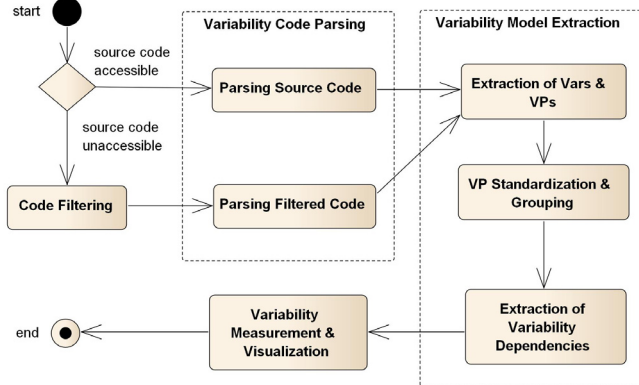 start
Variability Code Parsing
Variability Model Extraction
source code
accessible
Parsing Source Code
Extraction of Vars &
VPs
source code
unaccessible
Code Filtering
Parsing Filtered Code
VP Standardization &
Grouping
end
Variability
Measurement &
Visualization
Extraction of
Variability
Dependencies